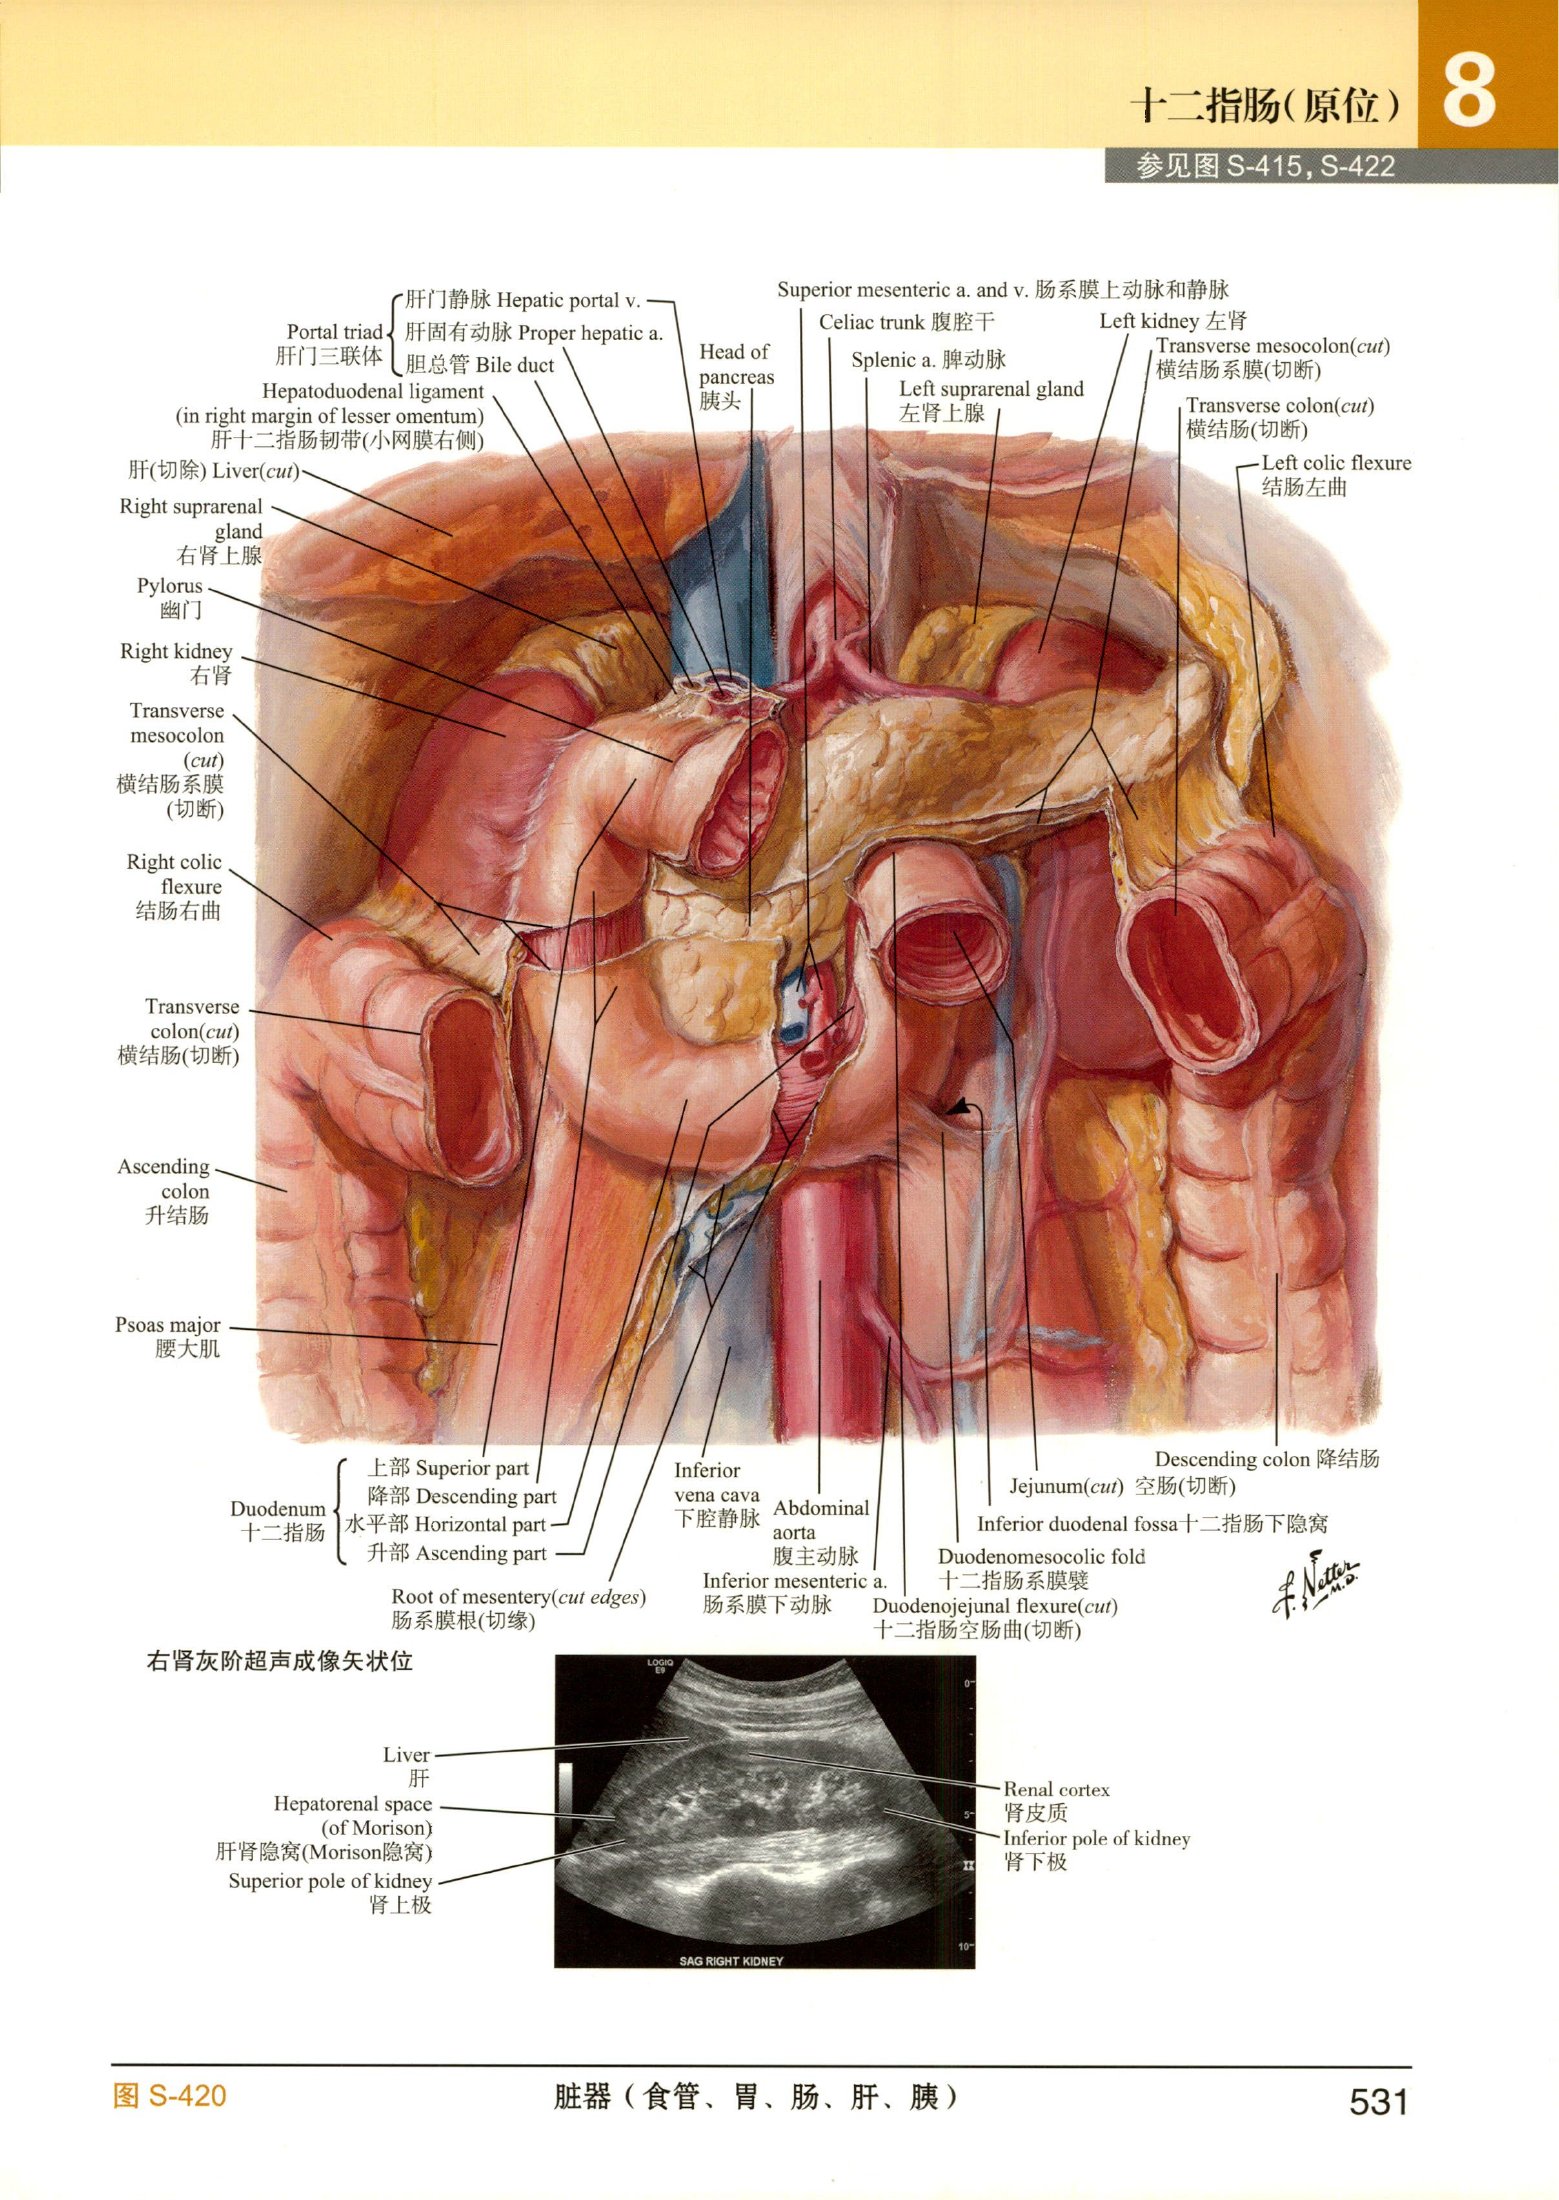 十二指肠(原位)
8
参见图 S-415, S-422
肝门静脉 Hepatic portal v.
Portal triad
肝门三联体
肝固有动脉 Proper hepatic a.
胆总管 Bile duct
Hepatoduodenal ligament
(in right margin of lesser omentum)
肝十二指肠韧带(小网膜右侧)
肝(切除) Liver(cut)
Right suprarenal
gland
右肾上腺
Pylorus
幽门
Right kidney
右肾
Transverse
mesocolon
(cut)
横结肠系膜
(切断)
Right colic
flexure
结肠右曲
Transverse
colon(cut)
横结肠(切断)
Ascending
colon
升结肠
Psoas major
腰大肌
Head of
pancreas
胰头
Superior mesenteric a. and v. 肠系膜上动脉和静脉
Celiac trunk 腹腔干
Splenic a. 脾动脉
Left suprarenal gland
左肾上腺
Left kidney 左肾
Transverse mesocolon(cut)
横结肠系膜(切断)
Transverse colon(cut)
横结肠(切断)
Left colic flexure
结肠左曲
Duodenum
十二指肠
上部 Superior part
降部 Descending part
水平部 Horizontal part
升部 Ascending part
Root of mesentery(cut edges)
肠系膜根(切缘)
Inferior
vena cava
下腔静脉
Abdominal
aorta
腹主动脉
Inferior mesenteric a.
肠系膜下动脉
Descending colon 降结肠
Jejunum(cut) 空肠(切断)
Inferior duodenal fossa十二指肠下隐窝
Duodenomesocolic fold
十二指肠系膜襞
Duodenojejunal flexure(cut)
十二指肠空肠曲(切断)
F. Netter
M.D.
右肾灰阶超声成像矢状位
LOGIQ
E9
0
5
10
Liver
肝
Hepatorenal space
(of Morison)
肝肾隐窝(Morison隐窝)
Superior pole of kidney
肾上极
Renal cortex
肾皮质
Inferior pole of kidney
肾下极
SAG RIGHT KIDNEY
图 S-420
脏器(食管、胃、肠、肝、胰)
531